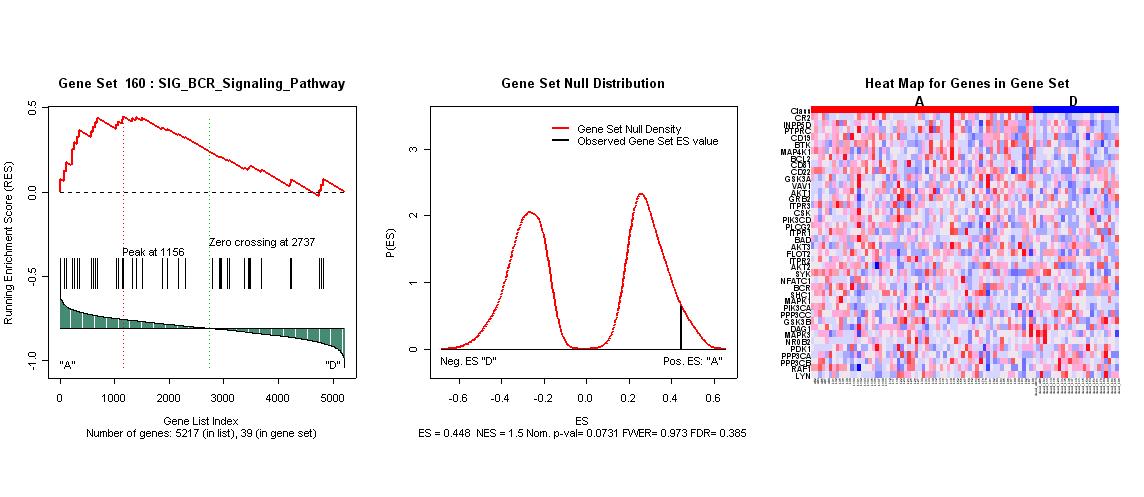 Gene Set 160 : SIG_BCR_Signaling_Pathway
Running Enrichment Score (RES)
0.5
0.0
-0.5
-1.0
Peak at 1156
Zero crossing at 2737
"A"
"D"
0 1000 2000 3000 4000 5000
Gene List Index
Number of genes: 5217 (in list), 39 (in gene set)
Gene Set Null Distribution
P(ES)
3
2
1
0
Gene Set Null Density
Observed Gene Set ES value
Neg. ES "D"
Pos. ES: "A"
-0.6 -0.4 -0.2 0.0 0.2 0.4 0.6
ES
ES = 0.448 NES = 1.5 Nom. p-val= 0.0731 FWER= 0.973 FDR= 0.385
Heat Map for Genes in Gene Set
A D
Class
CR2
INPP5D
PTPRC
CD19
BTK
MAP4K1
BCL2
CD81
CD22
GSK3A
VAV1
AKT1
GRB2
ITPR3
CSK
PIK3CD
PLCG2
ITPR1
BAD
AKT3
FLOT2
ITPR2
AKT2
SYK
NFATC1
BCR
SHC1
MAPK1
PIK3CA
PPP3CC
GSK3B
DAG1
MAPK3
NR0B2
PDK1
PPP3CA
PPP3CB
RAF1
LYN